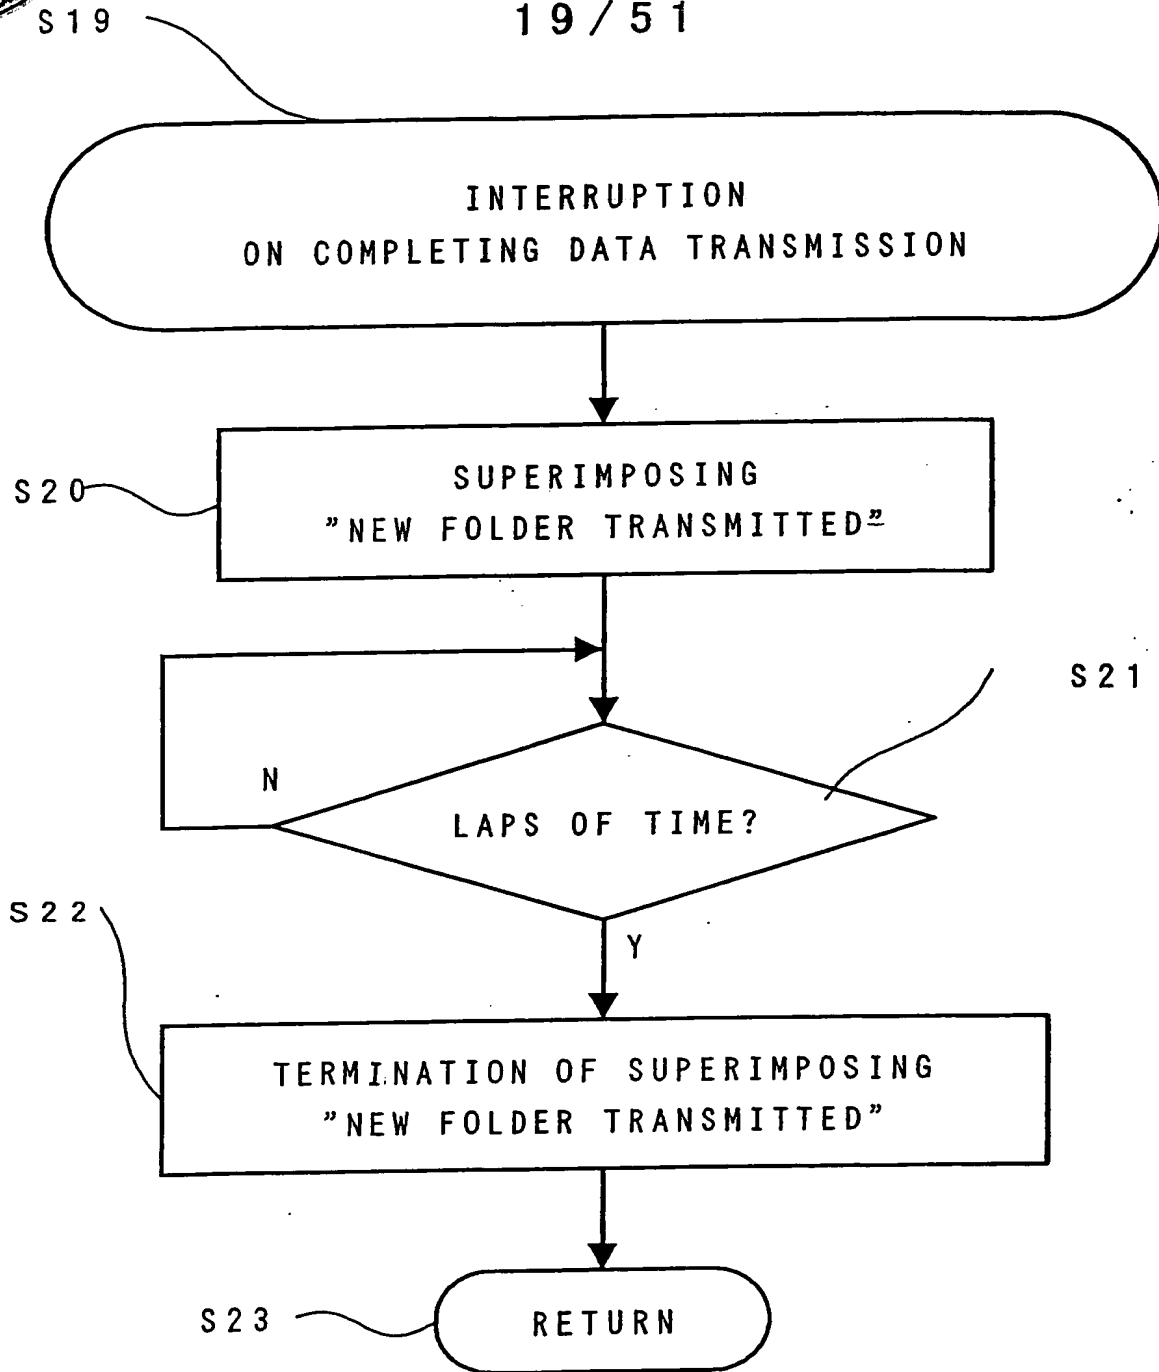 19/51
S19
INTERRUPTION
ON COMPLETING DATA TRANSMISSION
S20
SUPERIMPOSING
"NEW FOLDER TRANSMITTED"
S21
N
LAPS OF TIME?
S22
Y
TERMINATION OF SUPERIMPOSING
"NEW FOLDER TRANSMITTED"
S23
RETURN